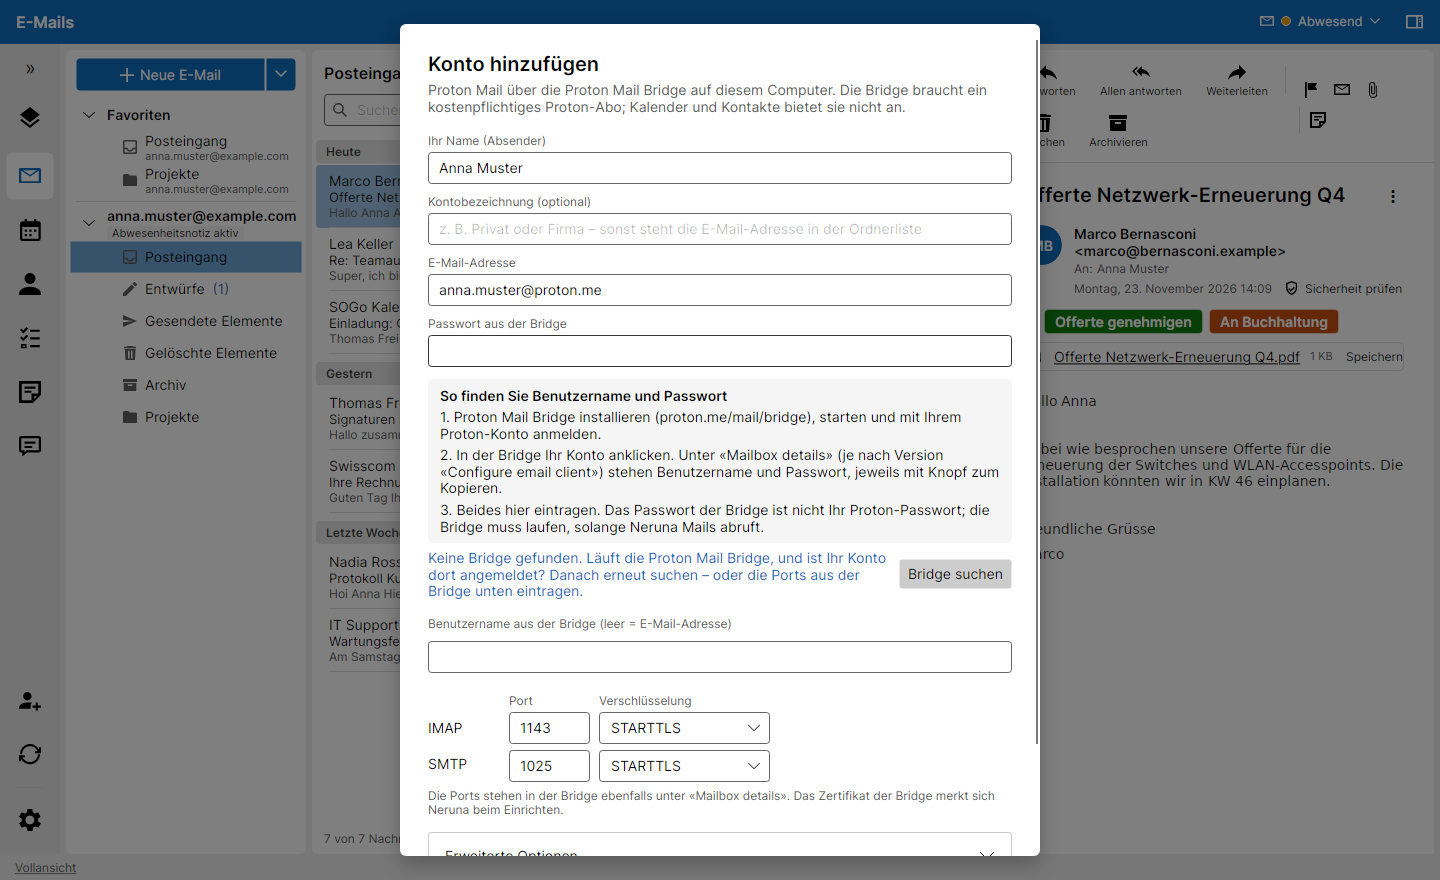 E-Mails
Abwesend
Neue E-Mail
Favoriten
Posteingang
anna.muster@example.com
Projekte
anna.muster@example.com
anna.muster@example.com
Abwesenheitsnotiz aktiv
Posteingang
Entwürfe (1)
Gesendete Elemente
Gelöschte Elemente
Archiv
Projekte
Vollansicht
Posteinga
Suche
Heute
Marco Ber
Offerte Net
Hallo Anna A
Lea Keller
Re: Teamau
Super, ich bi
SOGo Kale
Einladung: 
Thomas Frei
Gestern
Thomas Fr
Signaturen
Hallo zusam
Swisscom
Ihre Rechnu
Guten Tag Ih
Letzte Woch
Nadia Ross
Protokoll Ku
Hoi Anna Hie
IT Support
Wartungsfe
Am Samstag
7 von 7 Nachr
Konto hinzufügen
Proton Mail über die Proton Mail Bridge auf diesem Computer. Die Bridge braucht ein
kostenpflichtiges Proton-Abo; Kalender und Kontakte bietet sie nicht an.
Ihr Name (Absender)
Anna Muster
Kontobezeichnung (optional)
z. B. Privat oder Firma – sonst steht die E-Mail-Adresse in der Ordnerliste
E-Mail-Adresse
anna.muster@proton.me
Passwort aus der Bridge
So finden Sie Benutzername und Passwort
1. Proton Mail Bridge installieren (proton.me/mail/bridge), starten und mit Ihrem
Proton-Konto anmelden.
2. In der Bridge Ihr Konto anklicken. Unter «Mailbox details» (je nach Version
«Configure email client») stehen Benutzername und Passwort, jeweils mit Knopf zum
Kopieren.
3. Beides hier eintragen. Das Passwort der Bridge ist nicht Ihr Proton-Passwort; die
Bridge muss laufen, solange Neruna Mails abruft.
Keine Bridge gefunden. Läuft die Proton Mail Bridge, und ist Ihr Konto
dort angemeldet? Danach erneut suchen – oder die Ports aus der
Bridge unten eintragen.
Bridge suchen
Benutzername aus der Bridge (leer = E-Mail-Adresse)
Port Verschlüsselung
IMAP 1143 STARTTLS
SMTP 1025 STARTTLS
Die Ports stehen in der Bridge ebenfalls unter «Mailbox details». Das Zertifikat der Bridge merkt sich
Neruna beim Einrichten.
Erweiterte Optionen
worten
Allen antworten
Weiterleiten
chen
Archivieren
fferte Netzwerk-Erneuerung Q4
B
Marco Bernasconi
<marco@bernasconi.example>
An: Anna Muster
Montag, 23. November 2026 14:09
Sicherheit prüfen
Offerte genehmigen
An Buchhaltung
Offerte Netzwerk-Erneuerung Q4.pdf 1 KB Speichern
llo Anna
bei wie besprochen unsere Offerte für die
neuerung der Switches und WLAN-Accesspoints. Die
stallation könnten wir in KW 46 einplanen.
eundliche Grüsse
arco